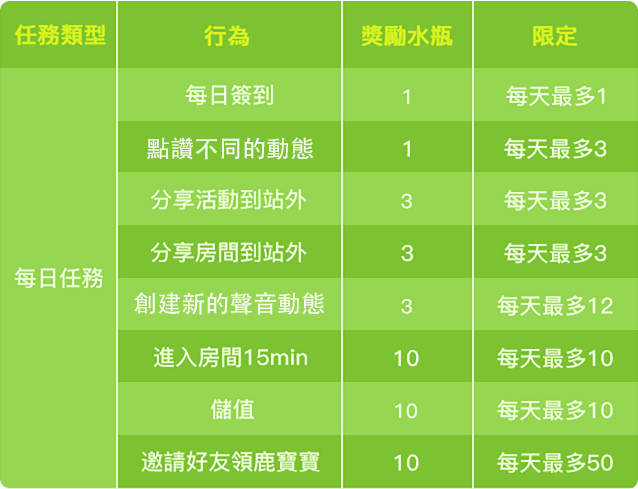 任務類型 行為 獎勵水瓶 限定
每日簽到 1 每天最多1
點讚不同的動態 1 每天最多3
分享活動到站外 3 每天最多3
分享房間到站外 3 每天最多3
每日任務
創建新的聲音動態 3 每天最多12
進入房間15min 10 每天最多10
儲值 10 每天最多10
邀請好友領鹿寶寶 10 每天最多50